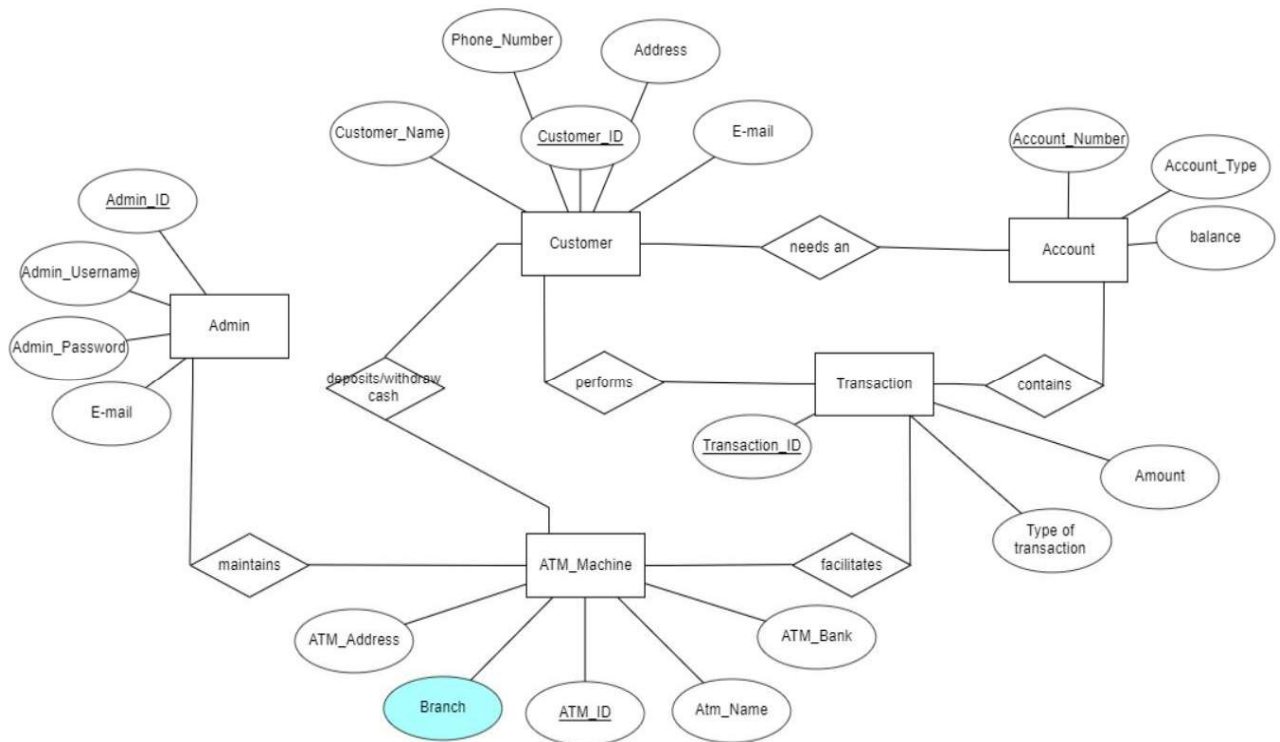 Phone_Number
Address
Customer_Name
Customer_ID
E-mail
Account_Number
Account_Type
Admin_ID
balance
Customer
needs an
Account
Admin_Username
Admin
Admin_Password
deposits/withdraw
cash
performs
Transaction
contains
E-mail
Transaction_ID
Amount
Type of
transaction
maintains
ATM_Machine
facilitates
ATM_Address
ATM_Bank
Branch
ATM_ID
Atm_Name